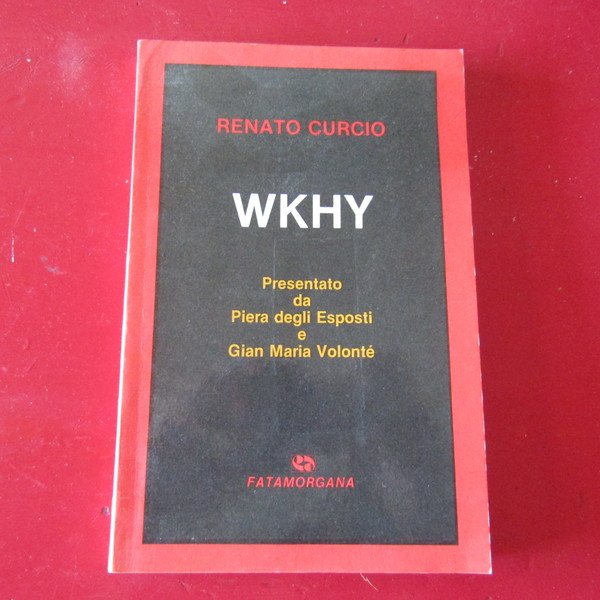 RENATO CURCIO
WKHY
Presentato
da
Piera degli Esposti
e
Gian Maria Volonté
FATAMORGANA